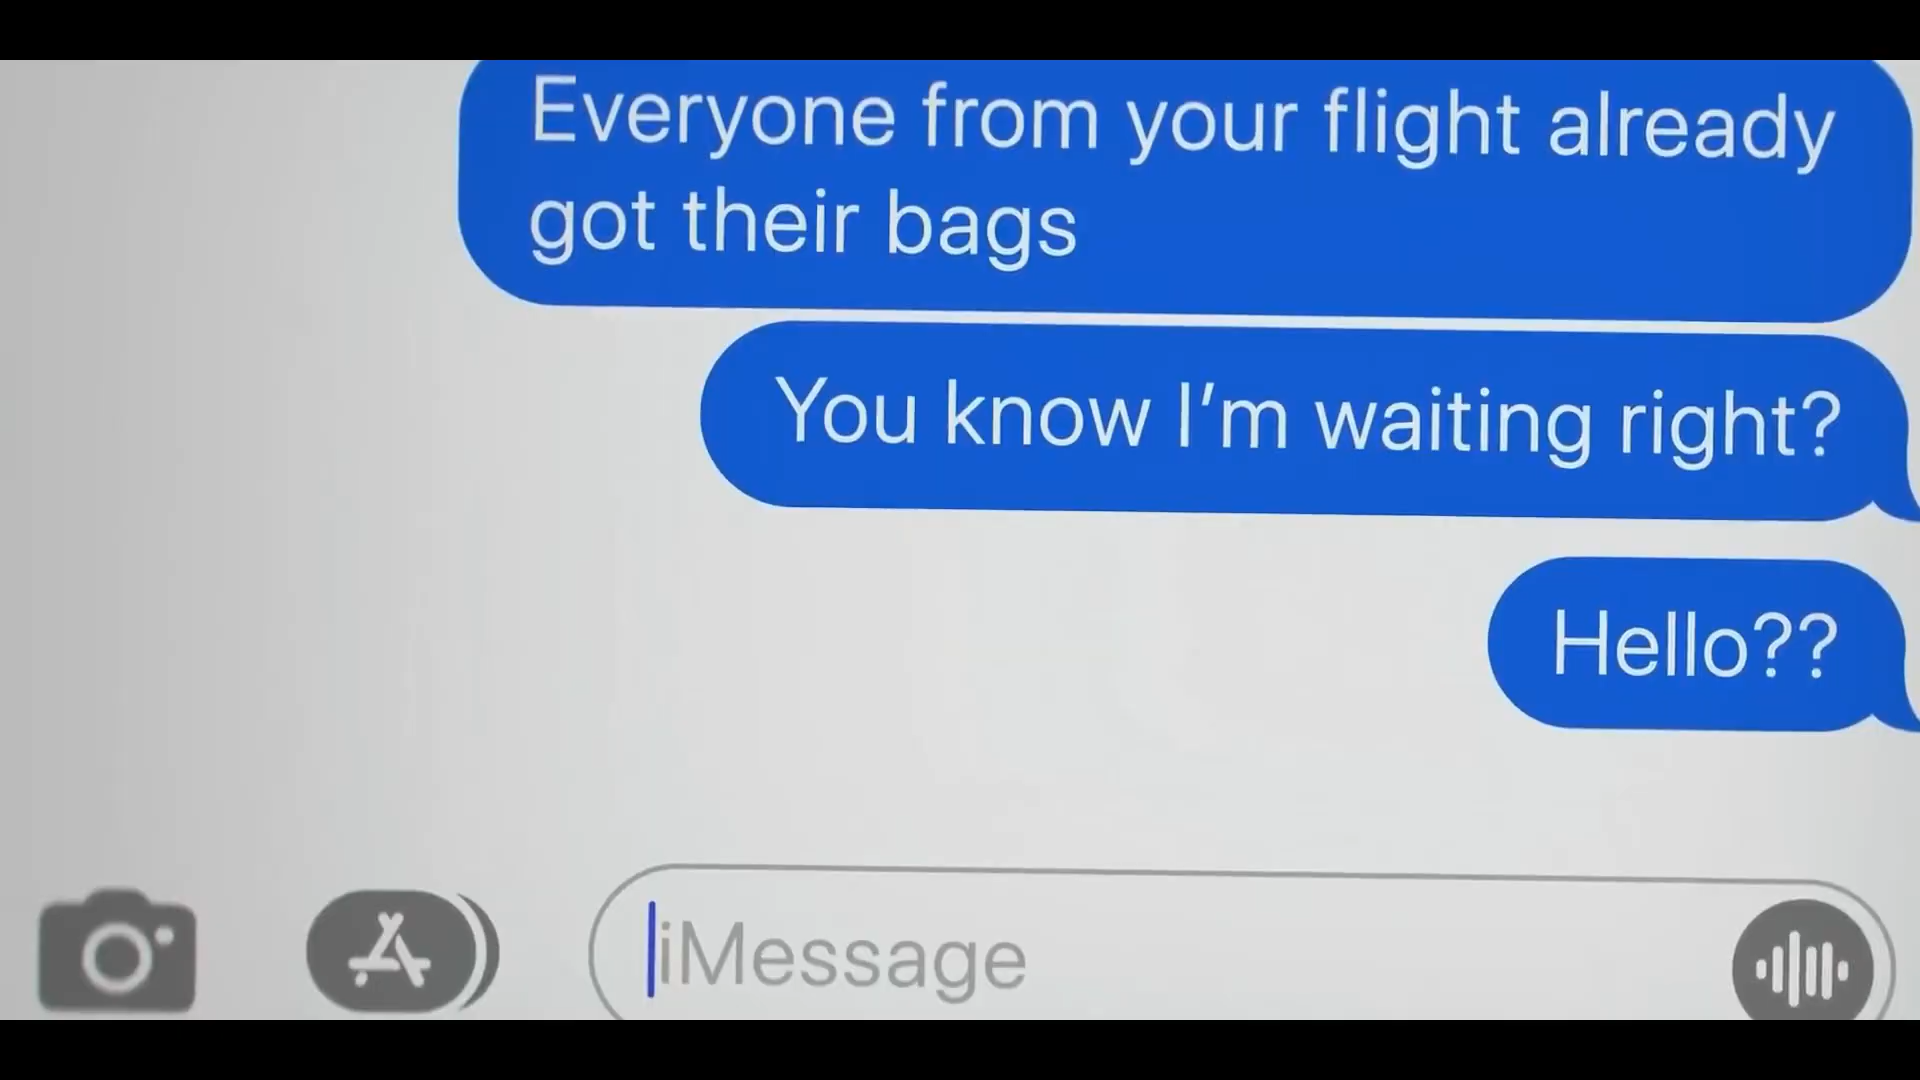 Everyone from your flight already
got their bags
You know I’m waiting right?
Hello??
iMessage